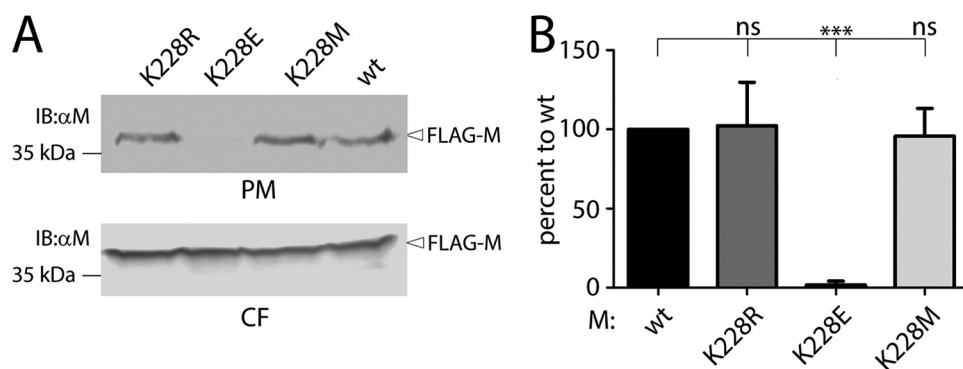 A
K228R K228E K228M wt
IB:αM
35 kDa
FLAG-M
PM
IB:αM
35 kDa
FLAG-M
CF
B
ns *** ns
150
100
50
0
percent to wt
M: wt K228R K228E K228M